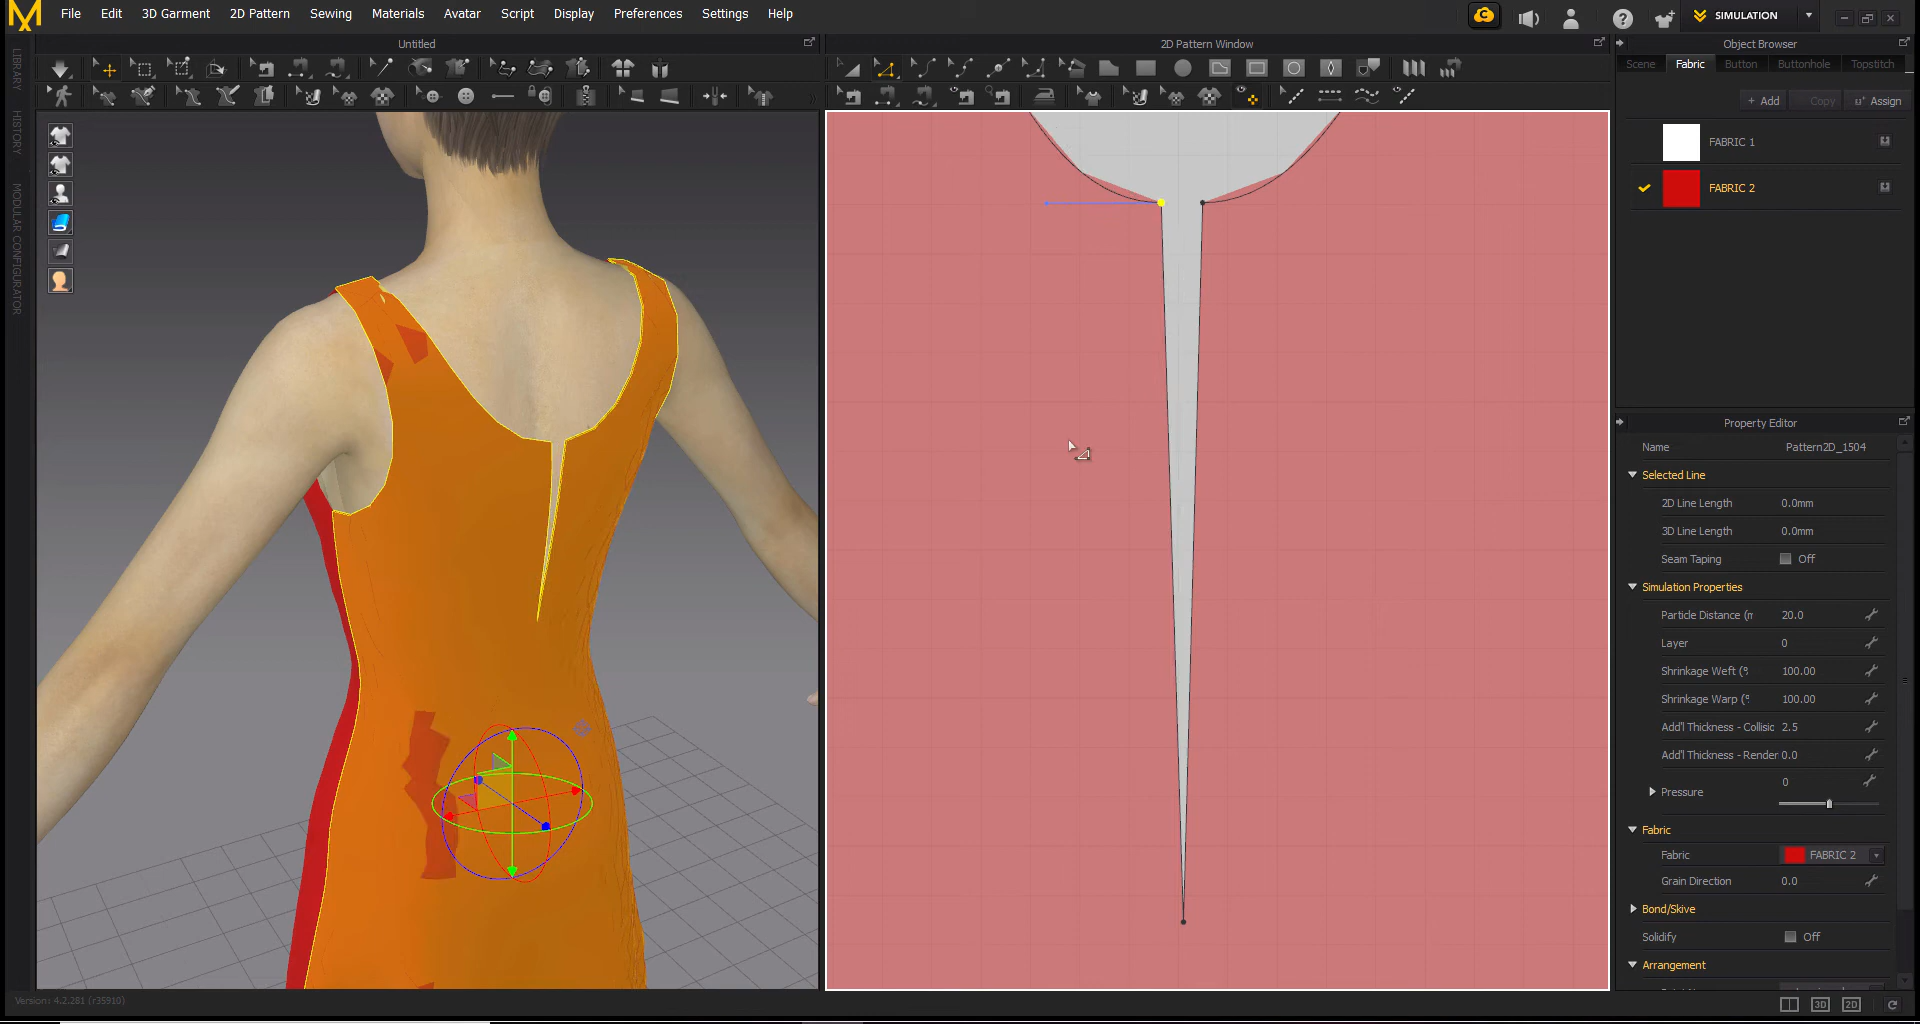 File Edit 3D Garment 2D Pattern Sewing Materials Avatar Script Display Preferences Settings Help
SIMULATION
Untitled
2D Pattern Window
Object Browser
Scene Fabric Button Buttonhole Topstitch
+ Add Copy Assign
FABRIC 1
FABRIC 2
LIBRARY
HISTORY
MODULAR CONFIGURATOR
Property Editor
Name Pattern2D_1504
Selected Line
2D Line Length 0.0mm
3D Line Length 0.0mm
Seam Taping Off
Simulation Properties
Particle Distance (m 20.0
Layer 0
Shrinkage Weft (% 100.00
Shrinkage Warp (% 100.00
Add'l Thickness - Collisic 2.5
Add'l Thickness - Render 0.0
Pressure 0
Fabric
Fabric FABRIC 2
Grain Direction 0.0
Bond/Skive
Solidify Off
Arrangement
Version: 4.2.281 (r35910)
3D 2D